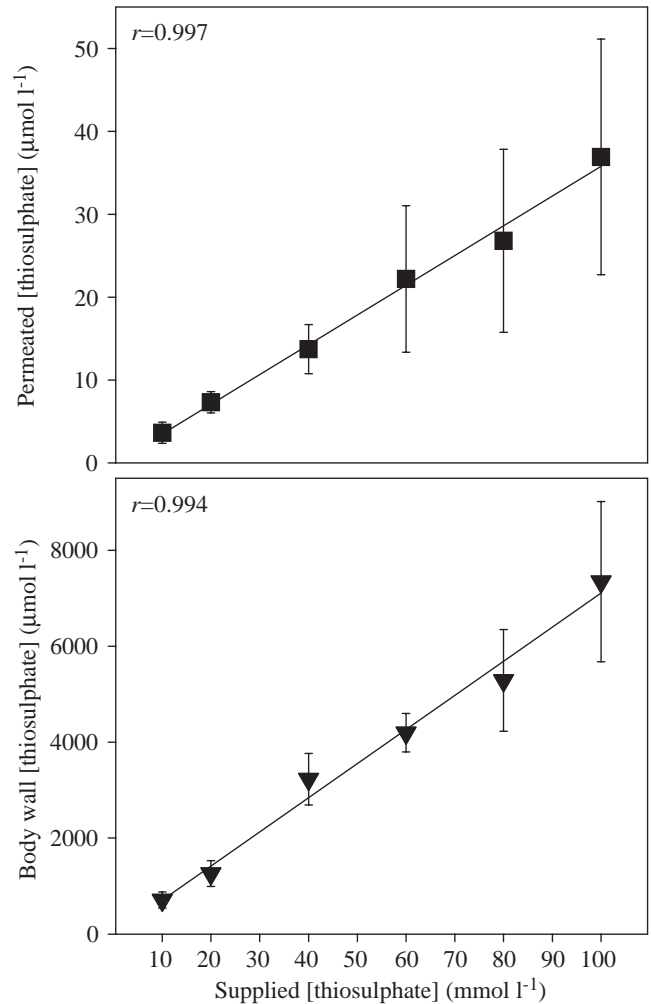 r=0.997
Permeated [thiosulphate] (µmol l⁻¹)
50
40
30
20
10
0
r=0.994
Body wall [thiosulphate] (µmol l⁻¹)
8000
6000
4000
2000
0
10 20 30 40 50 60 70 80 90 100
Supplied [thiosulphate] (mmol l⁻¹)